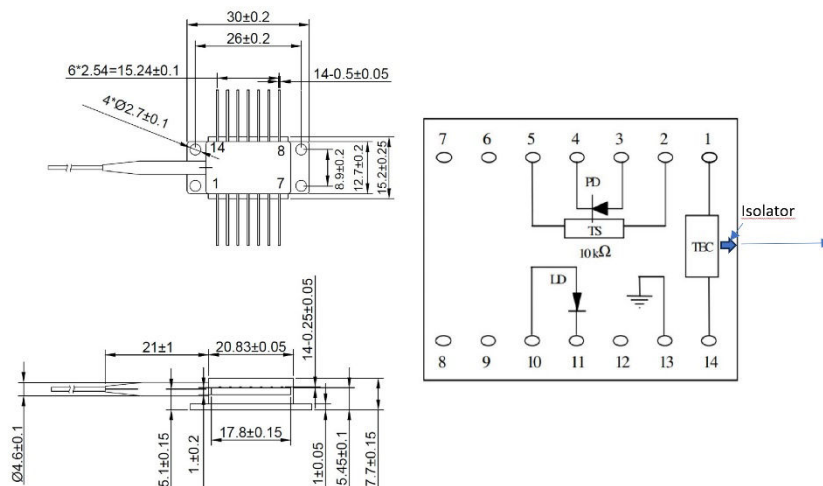 30±0.2
26±0.2
6*2.54=15.24±0.1
14-0.5±0.05
4*Ø2.7±0.1
14
8
1
7
8.9±0.2
12.7±0.2
15.2±0.25
7 6 5 4 3 2 1
PD
TS
10kΩ
TEC
Isolator
LD
8 9 10 11 12 13 14
21±1
20.83±0.05
14-0.25±0.05
Ø4.6±0.1
5.1±0.15
1.±0.2
17.8±0.15
1±0.05
5.45±0.1
7.7±0.15